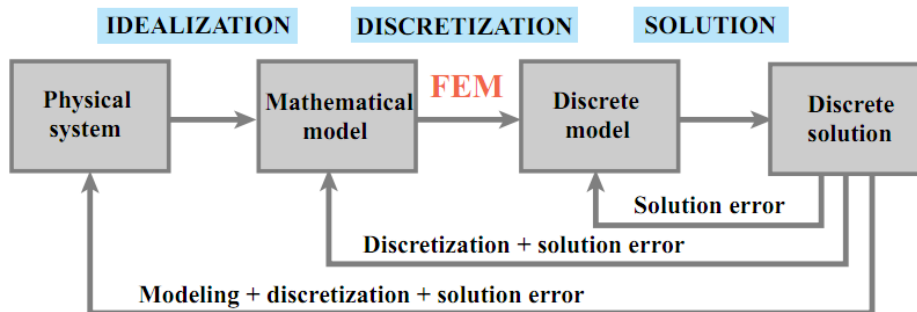 IDEALIZATION
DISCRETIZATION
SOLUTION
Physical
system
Mathematical
model
FEM
Discrete
model
Discrete
solution
Solution error
Discretization + solution error
Modeling + discretization + solution error